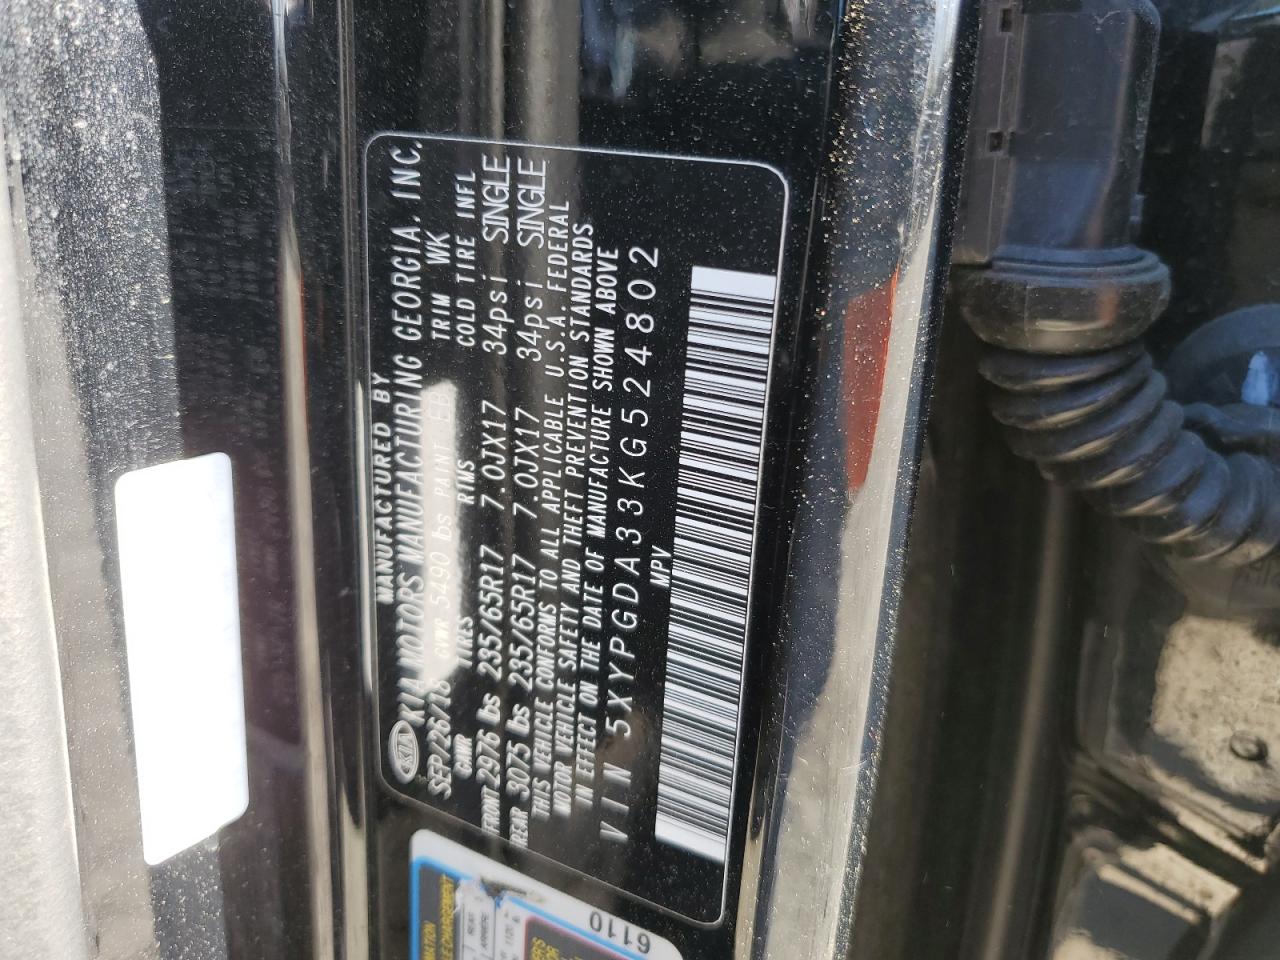 MANUFACTURED BY
KIA MOTORS MANUFACTURING GEORGIA, INC.
SEP/26/18 GVWR 5490 lbs PAINT EB TRIM WK
GAWR TIRES RIMS COLD TIRE INFL
FRONT 2976 lbs 235/65R17 7.0JX17 34psi SINGLE
REAR 3075 lbs 235/65R17 7.0JX17 34psi SINGLE
THIS VEHICLE CONFORMS TO ALL APPLICABLE U.S.A. FEDERAL
MOTOR VEHICLE SAFETY AND THEFT PREVENTION STANDARDS
IN EFFECT ON THE DATE OF MANUFACTURE SHOWN ABOVE
VIN 5XYPGDA33KG524802
MPV
6110